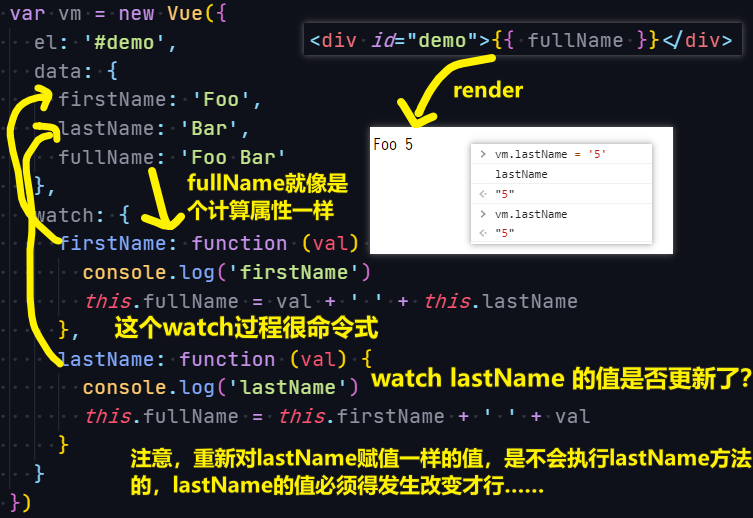 var vm = new Vue({
el: '#demo',
<div id="demo">{{ fullName }}</div>
data: {
render
firstName: 'Foo',
lastName: 'Bar',
fullName: 'Foo Bar'
Foo 5
> vm.lastName = '5'
lastName
<· "5"
> vm.lastName
<· "5"
},
fullName就像是
个计算属性一样
watch: {
firstName: function (val)
console.log('firstName')
this.fullName = val + ' ' + this.lastName
},
这个watch过程很命令式
lastName: function (val) {
console.log('lastName')
watch lastName 的值是否更新了?
this.fullName = this.firstName + ' ' + val
}
注意，重新对lastName赋值一样的值，是不会执行lastName方法
的，lastName的值必须得发生改变才行……
}
})